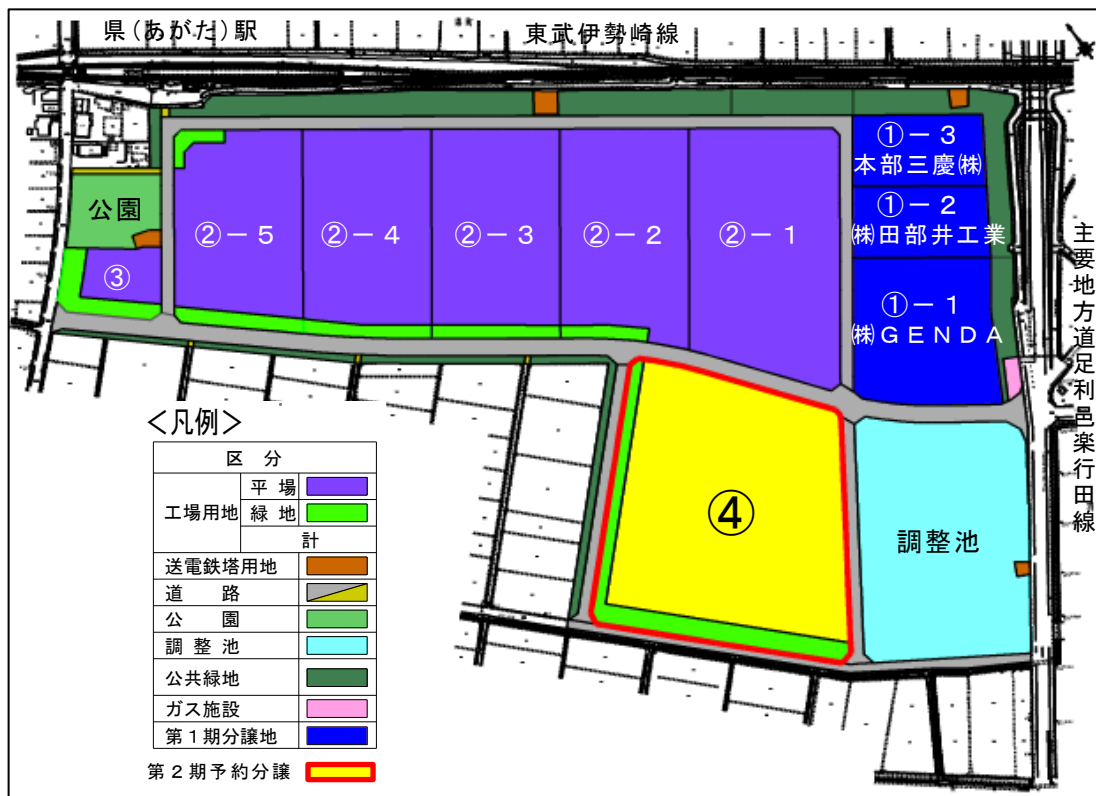 県(あがた)駅
東武伊勢崎線
①－3
本部三慶㈱
①－2
㈱田部井工業
①－1
㈱GENDA
②－5
②－4
②－3
②－2
②－1
公園
③
④
調整池
主要地方道足利邑楽行田線
＜凡例＞
区 分
工場用地
平 場
緑 地
計
送電鉄塔用地
道 路
公 園
調 整 池
公共緑地
ガス施設
第1期分譲地
第2期予約分譲